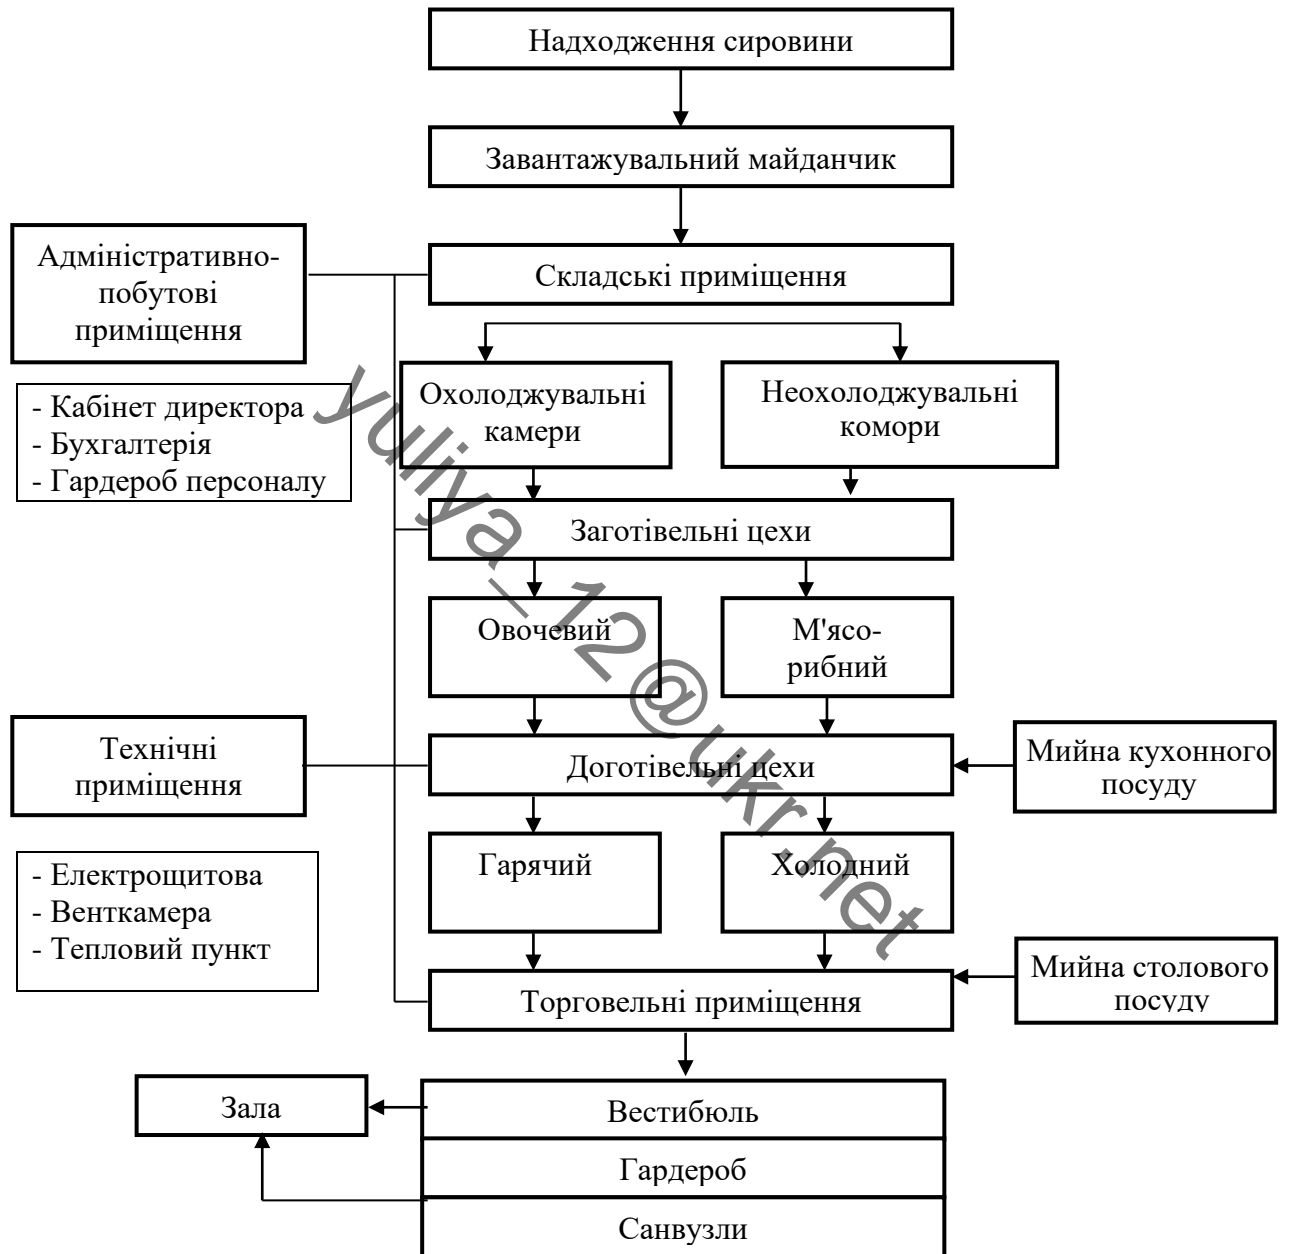 Надходження сировини
Завантажувальний майданчик
Адміністративно-
побутові
приміщення
Складські приміщення
- Кабінет директора
- Бухгалтерія
- Гардероб персоналу
Охолоджувальні
камери
Неохолоджувальні
комори
Заготівельні цехи
Овочевий
М'ясо-
рибний
Технічні
приміщення
Доготівельні цехи
Мийна кухонного
посуду
- Електрощитова
- Венткамера
- Тепловий пункт
Гарячий
Холодний
Торговельні приміщення
Мийна столового
посуду
Зала
Вестибюль
Гардероб
Санвузли
yuliya_12@ukr.net